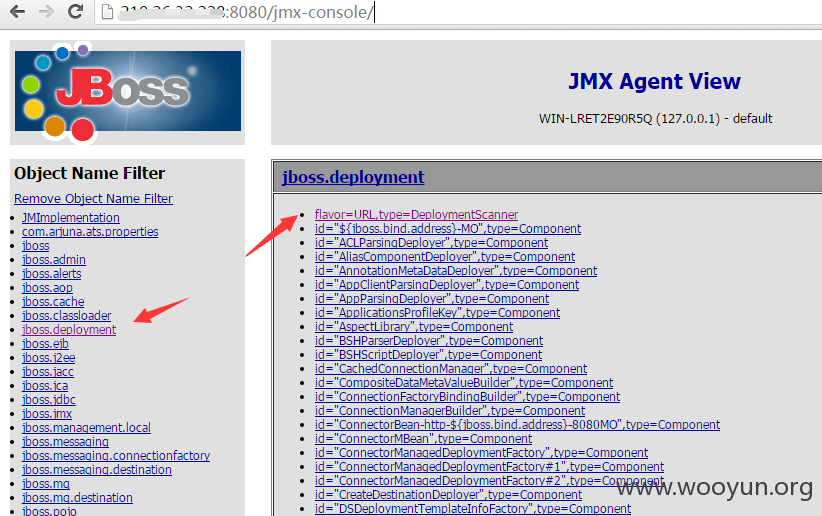 :8080/jmx-console/
JBoss
JMX Agent View
WIN-LRET2E90R5Q (127.0.0.1) - default
Object Name Filter
Remove Object Name Filter
JMImplementation
com.arjuna.ats.properties
jboss
jboss.admin
jboss.alerts
jboss.aop
jboss.cache
jboss.classloader
jboss.deployment
jboss.ejb
jboss.j2ee
jboss.jacc
jboss.jca
jboss.jdbc
jboss.jmx
jboss.management.local
jboss.messaging
jboss.messaging.connectionfactory
jboss.messaging.destination
jboss.mq
jboss.mq.destination
jboss.pojo
jboss.deployment
flavor=URL,type=DeploymentScanner
id="${jboss.bind.address}-MO",type=Component
id="ACLParsingDeployer",type=Component
id="AliasComponentDeployer",type=Component
id="AnnotationMetaDataDeployer",type=Component
id="AppClientParsingDeployer",type=Component
id="AppParsingDeployer",type=Component
id="ApplicationsProfileKey",type=Component
id="AspectLibrary",type=Component
id="BSHParserDeployer",type=Component
id="BSHScriptDeployer",type=Component
id="CachedConnectionManager",type=Component
id="CompositeDataMetaValueBuilder",type=Component
id="ConnectionFactoryBindingBuilder",type=Component
id="ConnectionManagerBuilder",type=Component
id="ConnectorBean-http-${jboss.bind.address}-8080MO",type=Component
id="ConnectorMBean",type=Component
id="ConnectorManagedDeploymentFactory",type=Component
id="ConnectorManagedDeploymentFactory#1",type=Component
id="ConnectorManagedDeploymentFactory#2",type=Component
id="CreateDestinationDeployer",type=Component
id="DSDeploymentTemplateInfoFactory",type=Component
www.wooyun.org